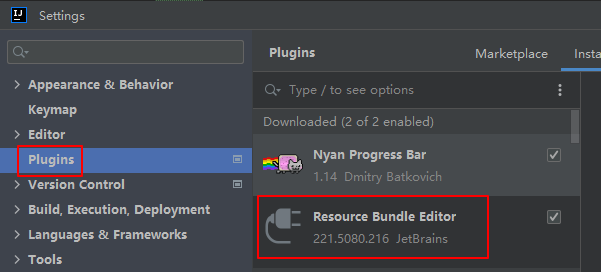 IJ Settings
Plugins Marketplace Insta
Type / to see options
Appearance & Behavior
Keymap
Editor
Plugins
Version Control
Build, Execution, Deployment
Languages & Frameworks
Tools
Downloaded (2 of 2 enabled)
Nyan Progress Bar
1.14 Dmitry Batkovich
Resource Bundle Editor
221.5080.216 JetBrains